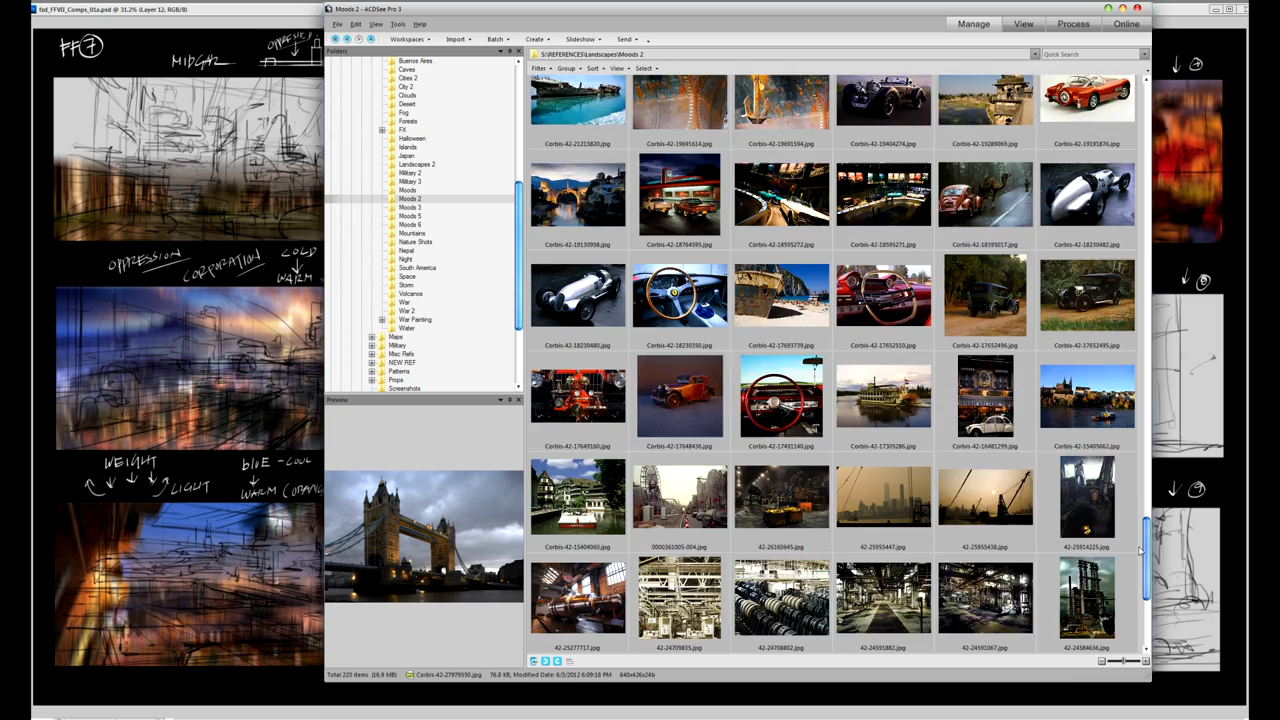 fzd_FFVII_Comps_01a.psd @ 31.2% (Layer 12, RGB/8)
Moods 2 - ACDSee Pro 3
File Edit View Tools Help
Manage View Process Online
Workspaces Import Batch Create Slideshow Send
Folders
S:\REFERENCES\Landscapes\Moods 2
Quick Search
Filter Group Sort View Select
Buenos Aires
Caves
Cities 2
City 2
Clouds
Desert
Fog
Forests
FX
Halloween
Islands
Japan
Landscapes 2
Military 2
Military 3
Moods
Moods 2
Moods 3
Moods 5
Moods 6
Mountains
Nature Shots
Nepal
Night
South America
Space
Storm
Volcanos
War
War 2
War Painting
Water
Maps
Military
Misc Refs
NEW REF
Patterns
Props
Screenshots
Preview
Corbis-42-21213820.jpg Corbis-42-19691614.jpg Corbis-42-19691594.jpg Corbis-42-19404274.jpg Corbis-42-19289069.jpg Corbis-42-19191876.jpg
Corbis-42-19130958.jpg Corbis-42-18764595.jpg Corbis-42-18595272.jpg Corbis-42-18595271.jpg Corbis-42-18395017.jpg Corbis-42-18230482.jpg
Corbis-42-18230480.jpg Corbis-42-18230350.jpg Corbis-42-17693739.jpg Corbis-42-17652510.jpg Corbis-42-17652496.jpg Corbis-42-17652495.jpg
Corbis-42-17649160.jpg Corbis-42-17648436.jpg Corbis-42-17491148.jpg Corbis-42-17305286.jpg Corbis-42-16481299.jpg Corbis-42-15405662.jpg
Corbis-42-15404060.jpg 0000361005-004.jpg 42-26160645.jpg 42-25955447.jpg 42-25955438.jpg 42-25914225.jpg
42-25277717.jpg 42-24709835.jpg 42-24708802.jpg 42-24591882.jpg 42-24591067.jpg 42-24584636.jpg
Total 223 items (16.9 MB) Corbis-42-27979550.jpg 76.8 KB, Modified Date: 6/3/2012 6:09:18 PM 640x426x24b
FF 7
MIDGAR
OPPRESSION
CORPORATION
COLD
WARM
WEIGHT
LIGHT
BLUE - COOL
7
8
9